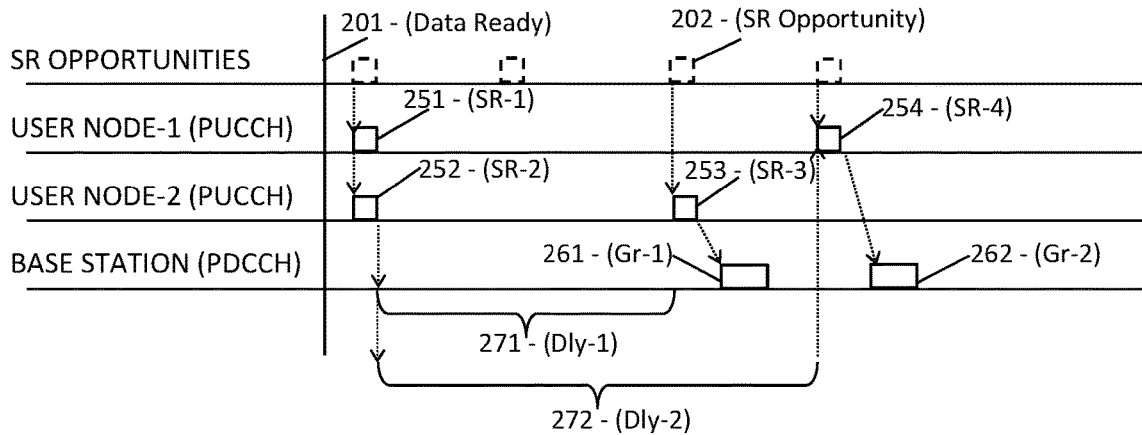 201 - (Data Ready)
202 - (SR Opportunity)
SR OPPORTUNITIES
251 - (SR-1)
254 - (SR-4)
USER NODE-1 (PUCCH)
252 - (SR-2)
253 - (SR-3)
USER NODE-2 (PUCCH)
261 - (Gr-1)
262 - (Gr-2)
BASE STATION (PDCCH)
271 - (Dly-1)
272 - (Dly-2)